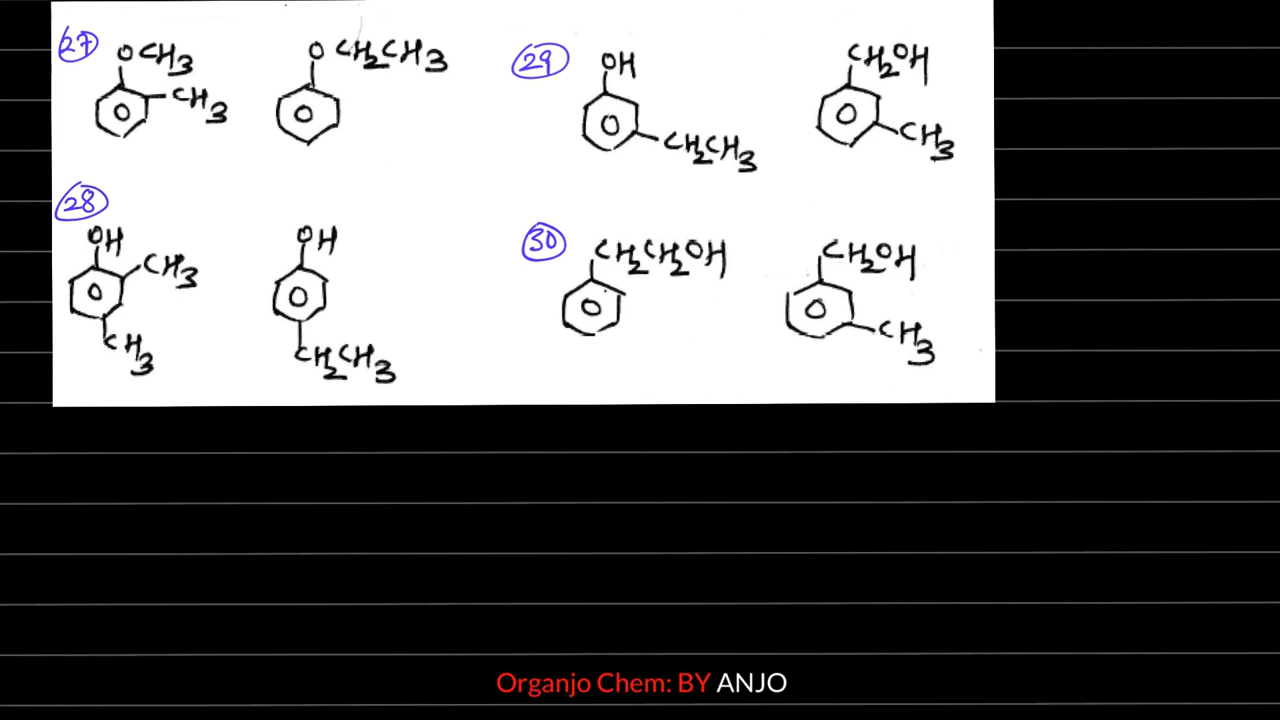 27
OCH3
CH3
OCH2CH3
28
OH
CH3
CH3
OH
CH2CH3
29
OH
CH2CH3
CH2OH
CH3
30
CH2CH2OH
CH2OH
CH3
Organjo Chem: BY ANJO